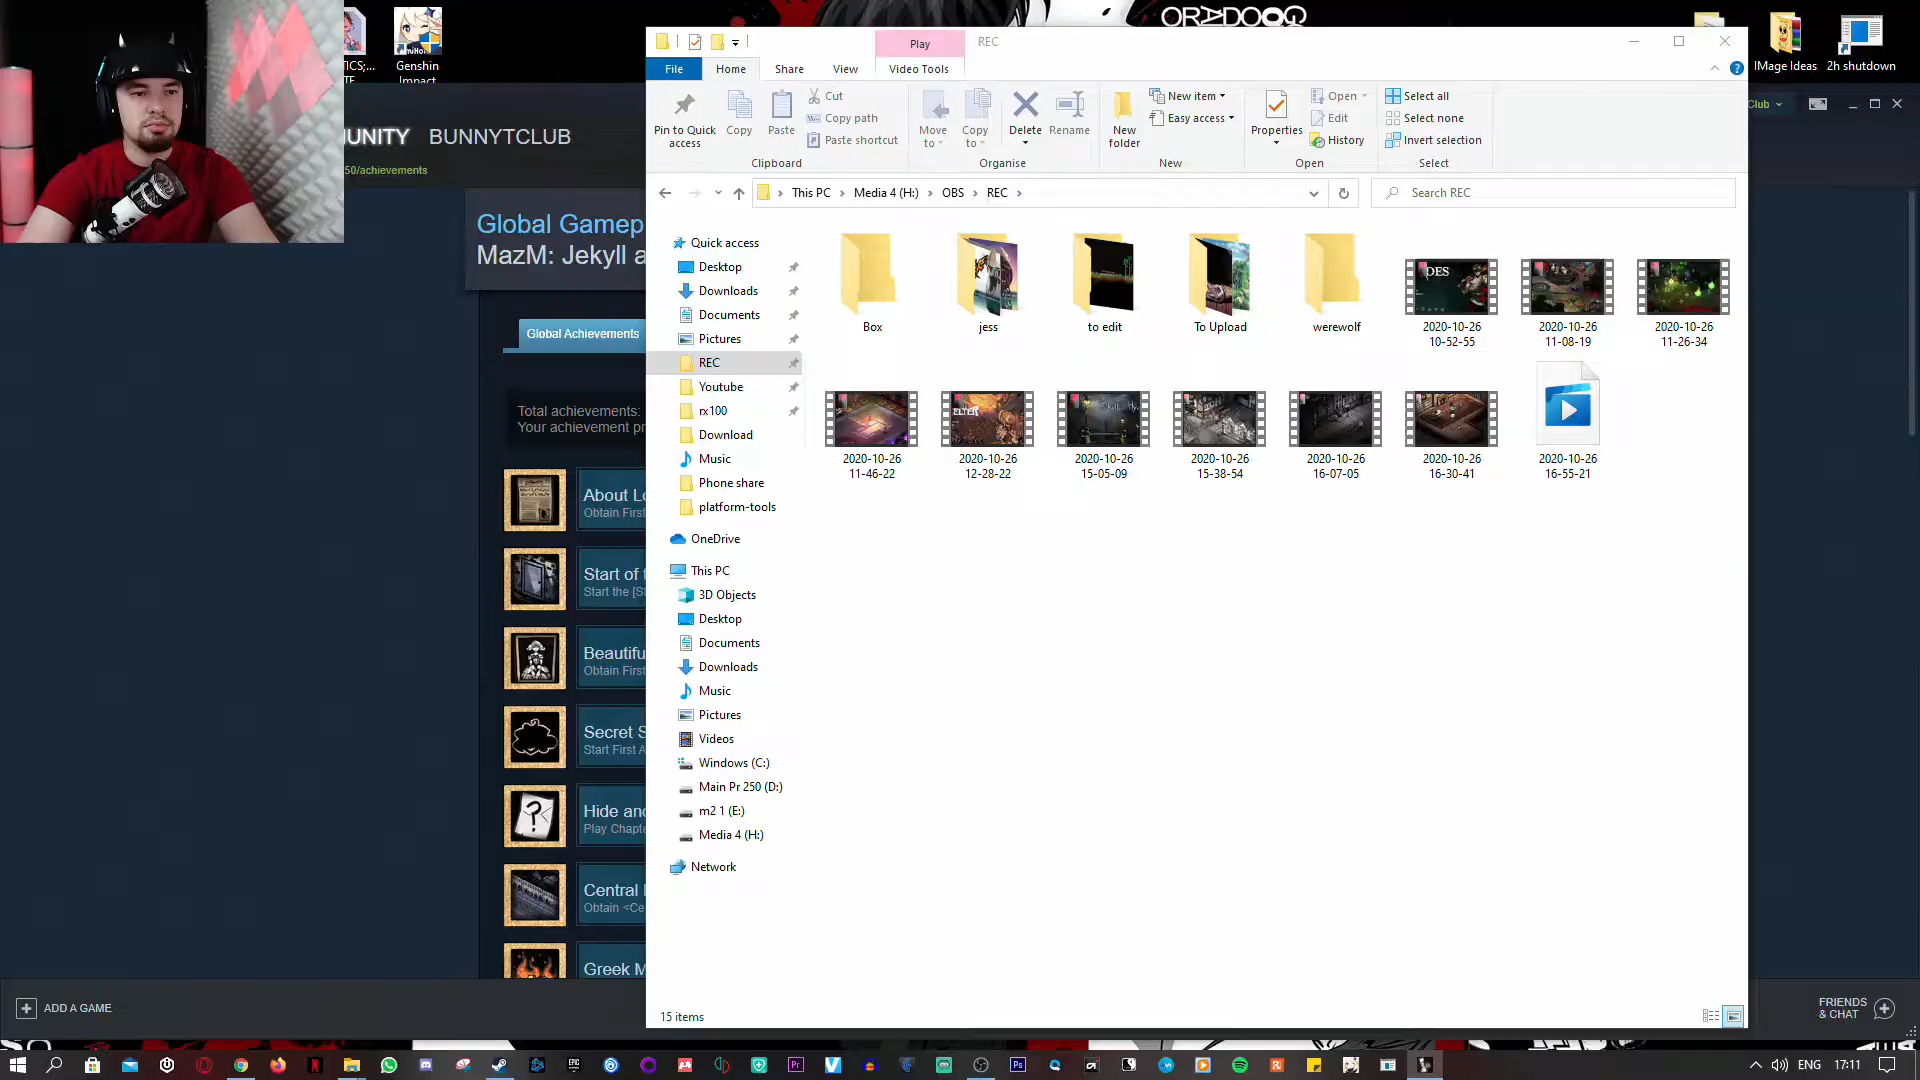 GOODARO
Genshin
Impact
IMage Ideas
2h shutdown
Play
REC
File
Home
Share
View
Video Tools
Pin to Quick
access
Copy
Paste
Cut
Copy path
Paste shortcut
Clipboard
Move
to
Copy
to
Delete
Rename
Organise
New
folder
New item
Easy access
New
Properties
Open
Edit
History
Open
Select all
Select none
Invert selection
Select
Club
BUNNYTCLUB
50/achievements
This PC
Media 4 (H:)
OBS
REC
Search REC
Global Gamep
MazM: Jekyll a
Global Achievements
Total achievements:
Your achievement pr
About Lo
Obtain First
Start of t
Start the [S
Beautifu
Obtain First
Secret S
Start First A
Hide and
Play Chapte
Central
Obtain <Ce
Greek M
Quick access
Desktop
Downloads
Documents
Pictures
REC
Youtube
rx100
Download
Music
Phone share
platform-tools
OneDrive
This PC
3D Objects
Desktop
Documents
Downloads
Music
Pictures
Videos
Windows (C:)
Main Pr 250 (D:)
m2 1 (E:)
Media 4 (H:)
Network
Box
jess
to edit
To Upload
werewolf
2020-10-26
10-52-55
2020-10-26
11-08-19
2020-10-26
11-26-34
2020-10-26
11-46-22
2020-10-26
12-28-22
2020-10-26
15-05-09
2020-10-26
15-38-54
2020-10-26
16-07-05
2020-10-26
16-30-41
2020-10-26
16-55-21
15 items
ADD A GAME
FRIENDS
& CHAT
ENG
17:11